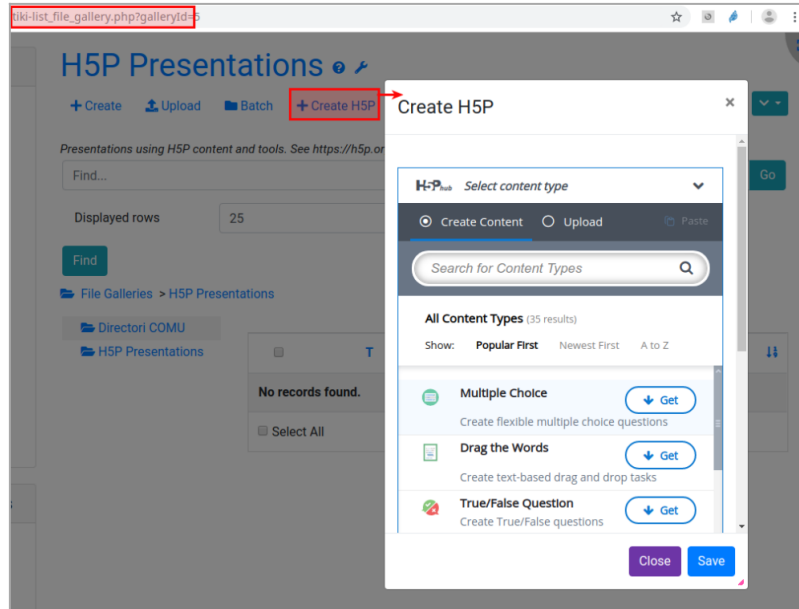 tiki-list_file_gallery.php?galleryId=5
H5P Presentations
Create Upload Batch Create H5P
Create H5P
×
Presentations using H5P content and tools. See https://h5p.or
Find...
Go
Displayed rows 25
Find
File Galleries > H5P Presentations
Directori COMU
H5P Presentations
T
No records found.
Select All
H5P hub Select content type
Create Content Upload Paste
Search for Content Types
All Content Types (35 results)
Show: Popular First Newest First A to Z
Multiple Choice
Get
Create flexible multiple choice questions
Drag the Words
Get
Create text-based drag and drop tasks
True/False Question
Get
Create True/False questions
Close Save